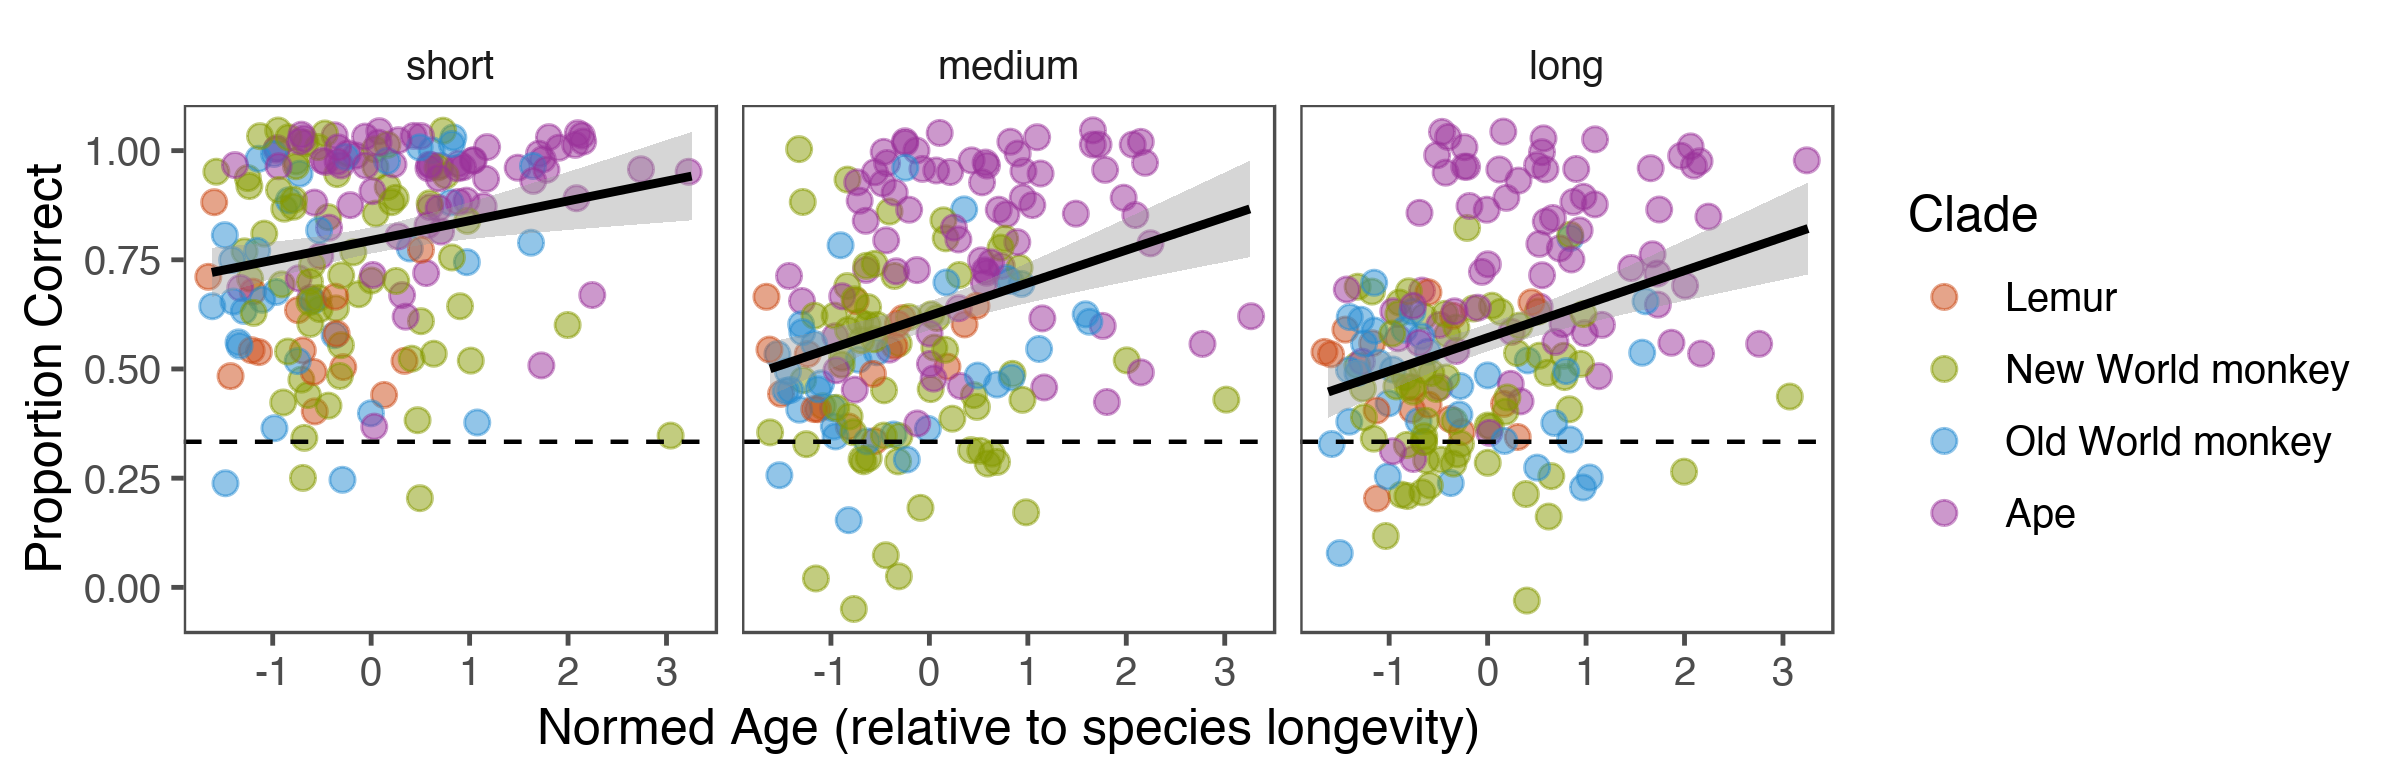 short medium long
Proportion Correct
1.00
0.75
0.50
0.25
0.00
-1 0 1 2 3 -1 0 1 2 3 -1 0 1 2 3
Normed Age (relative to species longevity)
Clade
Lemur
New World monkey
Old World monkey
Ape